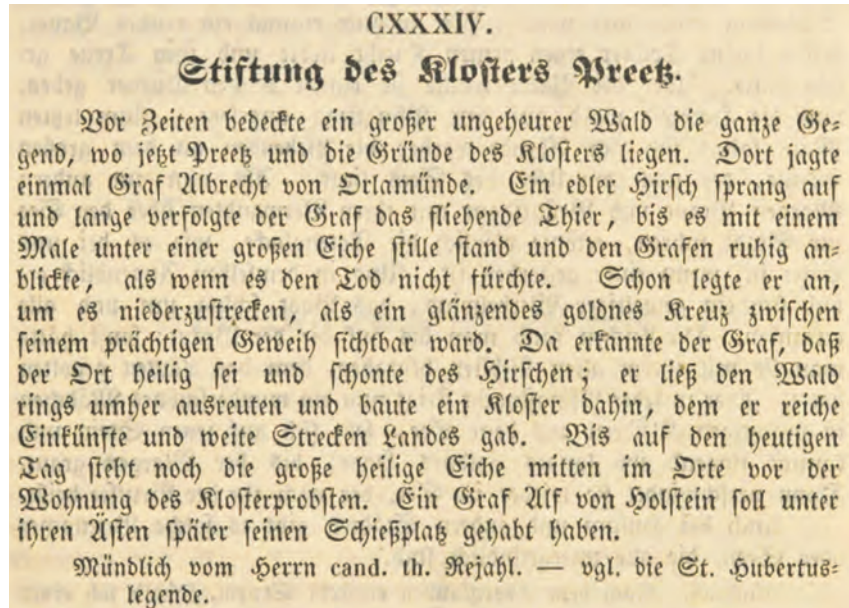 CXXXIV.
Stiftung des Klosters Preetz.
Vor Zeiten bedeckte ein großer ungeheurer Wald die ganze Ge-
gend, wo jetzt Preetz und die Gründe des Klosters liegen. Dort jagte
einmal Graf Albrecht von Orlamünde. Ein edler Hirsch sprang auf
und lange verfolgte der Graf das fliehende Thier, bis es mit einem
Male unter einer großen Eiche stille stand und den Grafen ruhig an-
blickte, als wenn es den Tod nicht fürchte. Schon legte er an,
um es niederzustrecken, als ein glänzendes goldnes Kreuz zwischen
seinem prächtigen Geweih sichtbar ward. Da erkannte der Graf, daß
der Ort heilig sei und schonte des Hirschen; er ließ den Wald
rings umher ausreuten und baute ein Kloster dahin, dem er reiche
Einkünfte und weite Strecken Landes gab. Bis auf den heutigen
Tag steht noch die große heilige Eiche mitten im Orte vor der
Wohnung des Klosterprobsten. Ein Graf Alf von Holstein soll unter
ihren Ästen später seinen Schießplatz gehabt haben.
Mündlich vom Herrn cand. th. Rejahl. — vgl. die St. Hubertus-
legende.